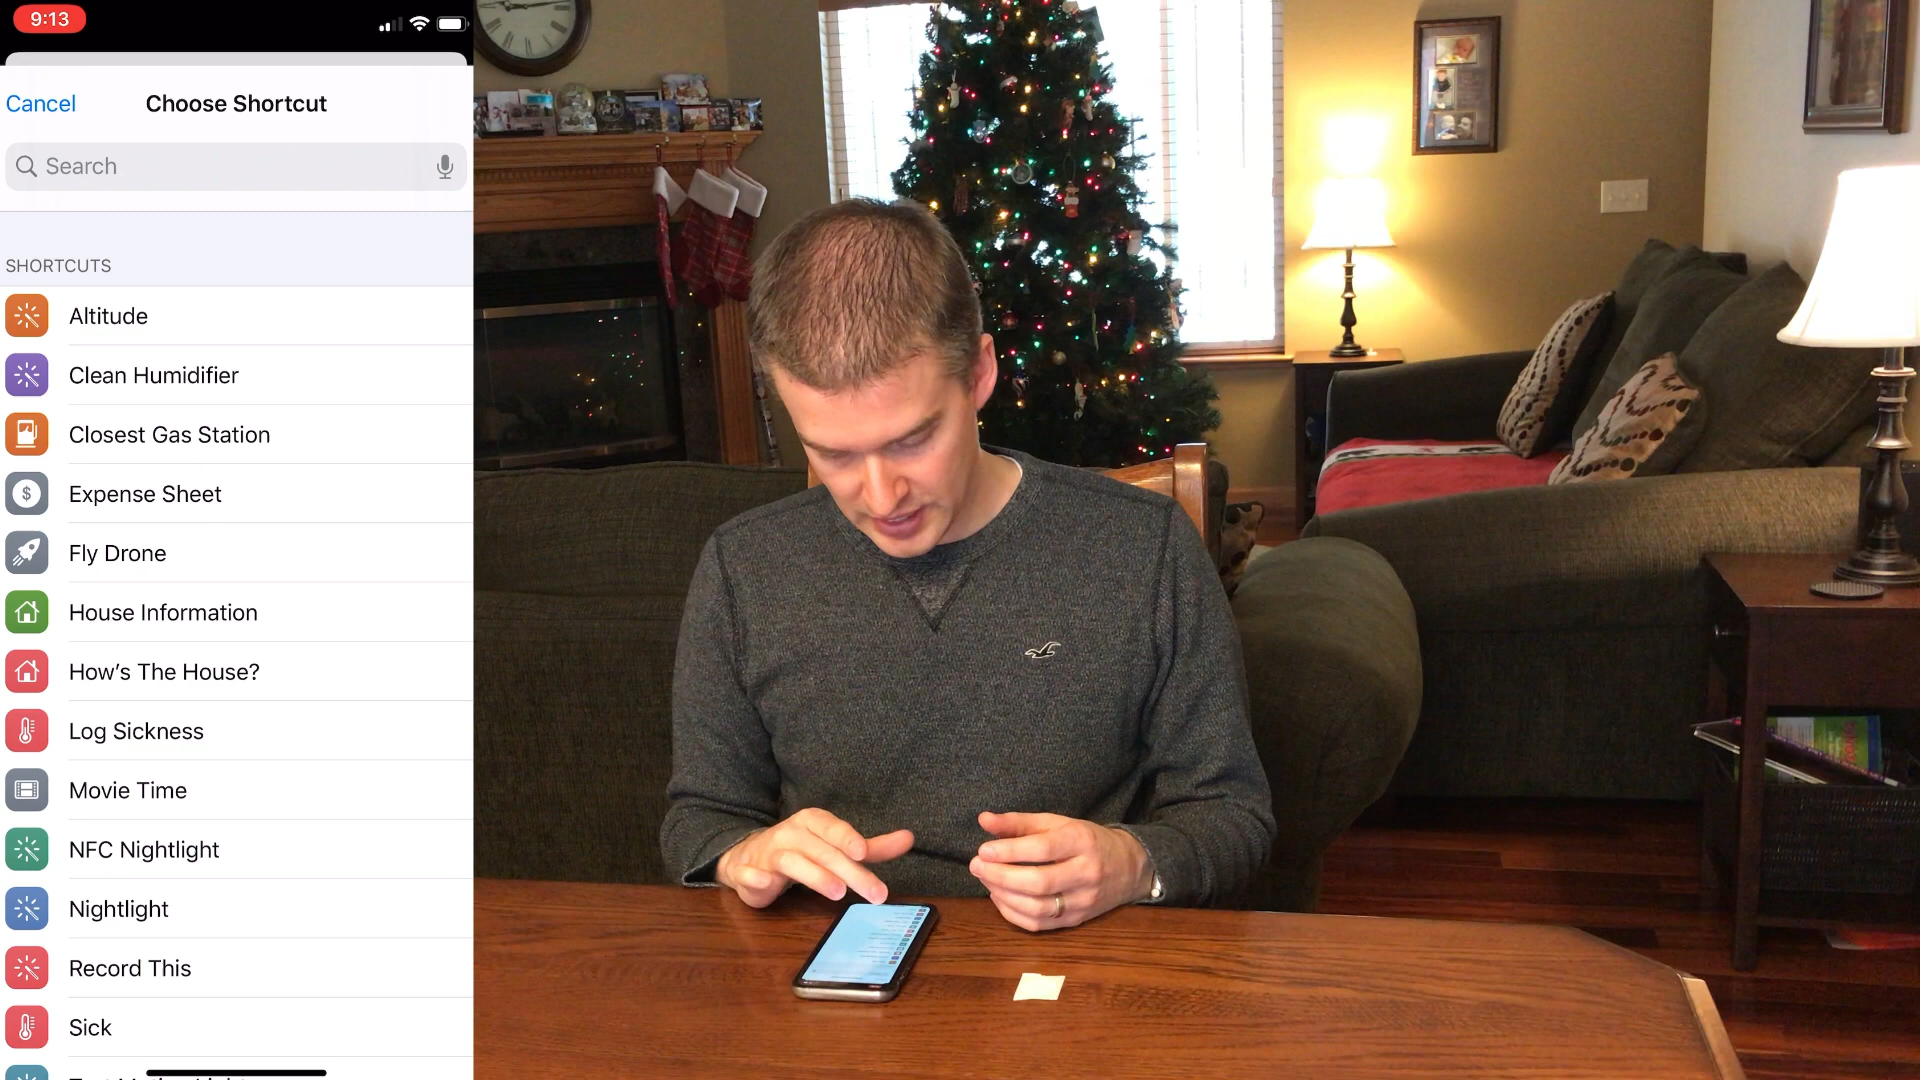 9:13
Cancel
Choose Shortcut
Search
SHORTCUTS
Altitude
Clean Humidifier
Closest Gas Station
Expense Sheet
Fly Drone
House Information
How's The House?
Log Sickness
Movie Time
NFC Nightlight
Nightlight
Record This
Sick